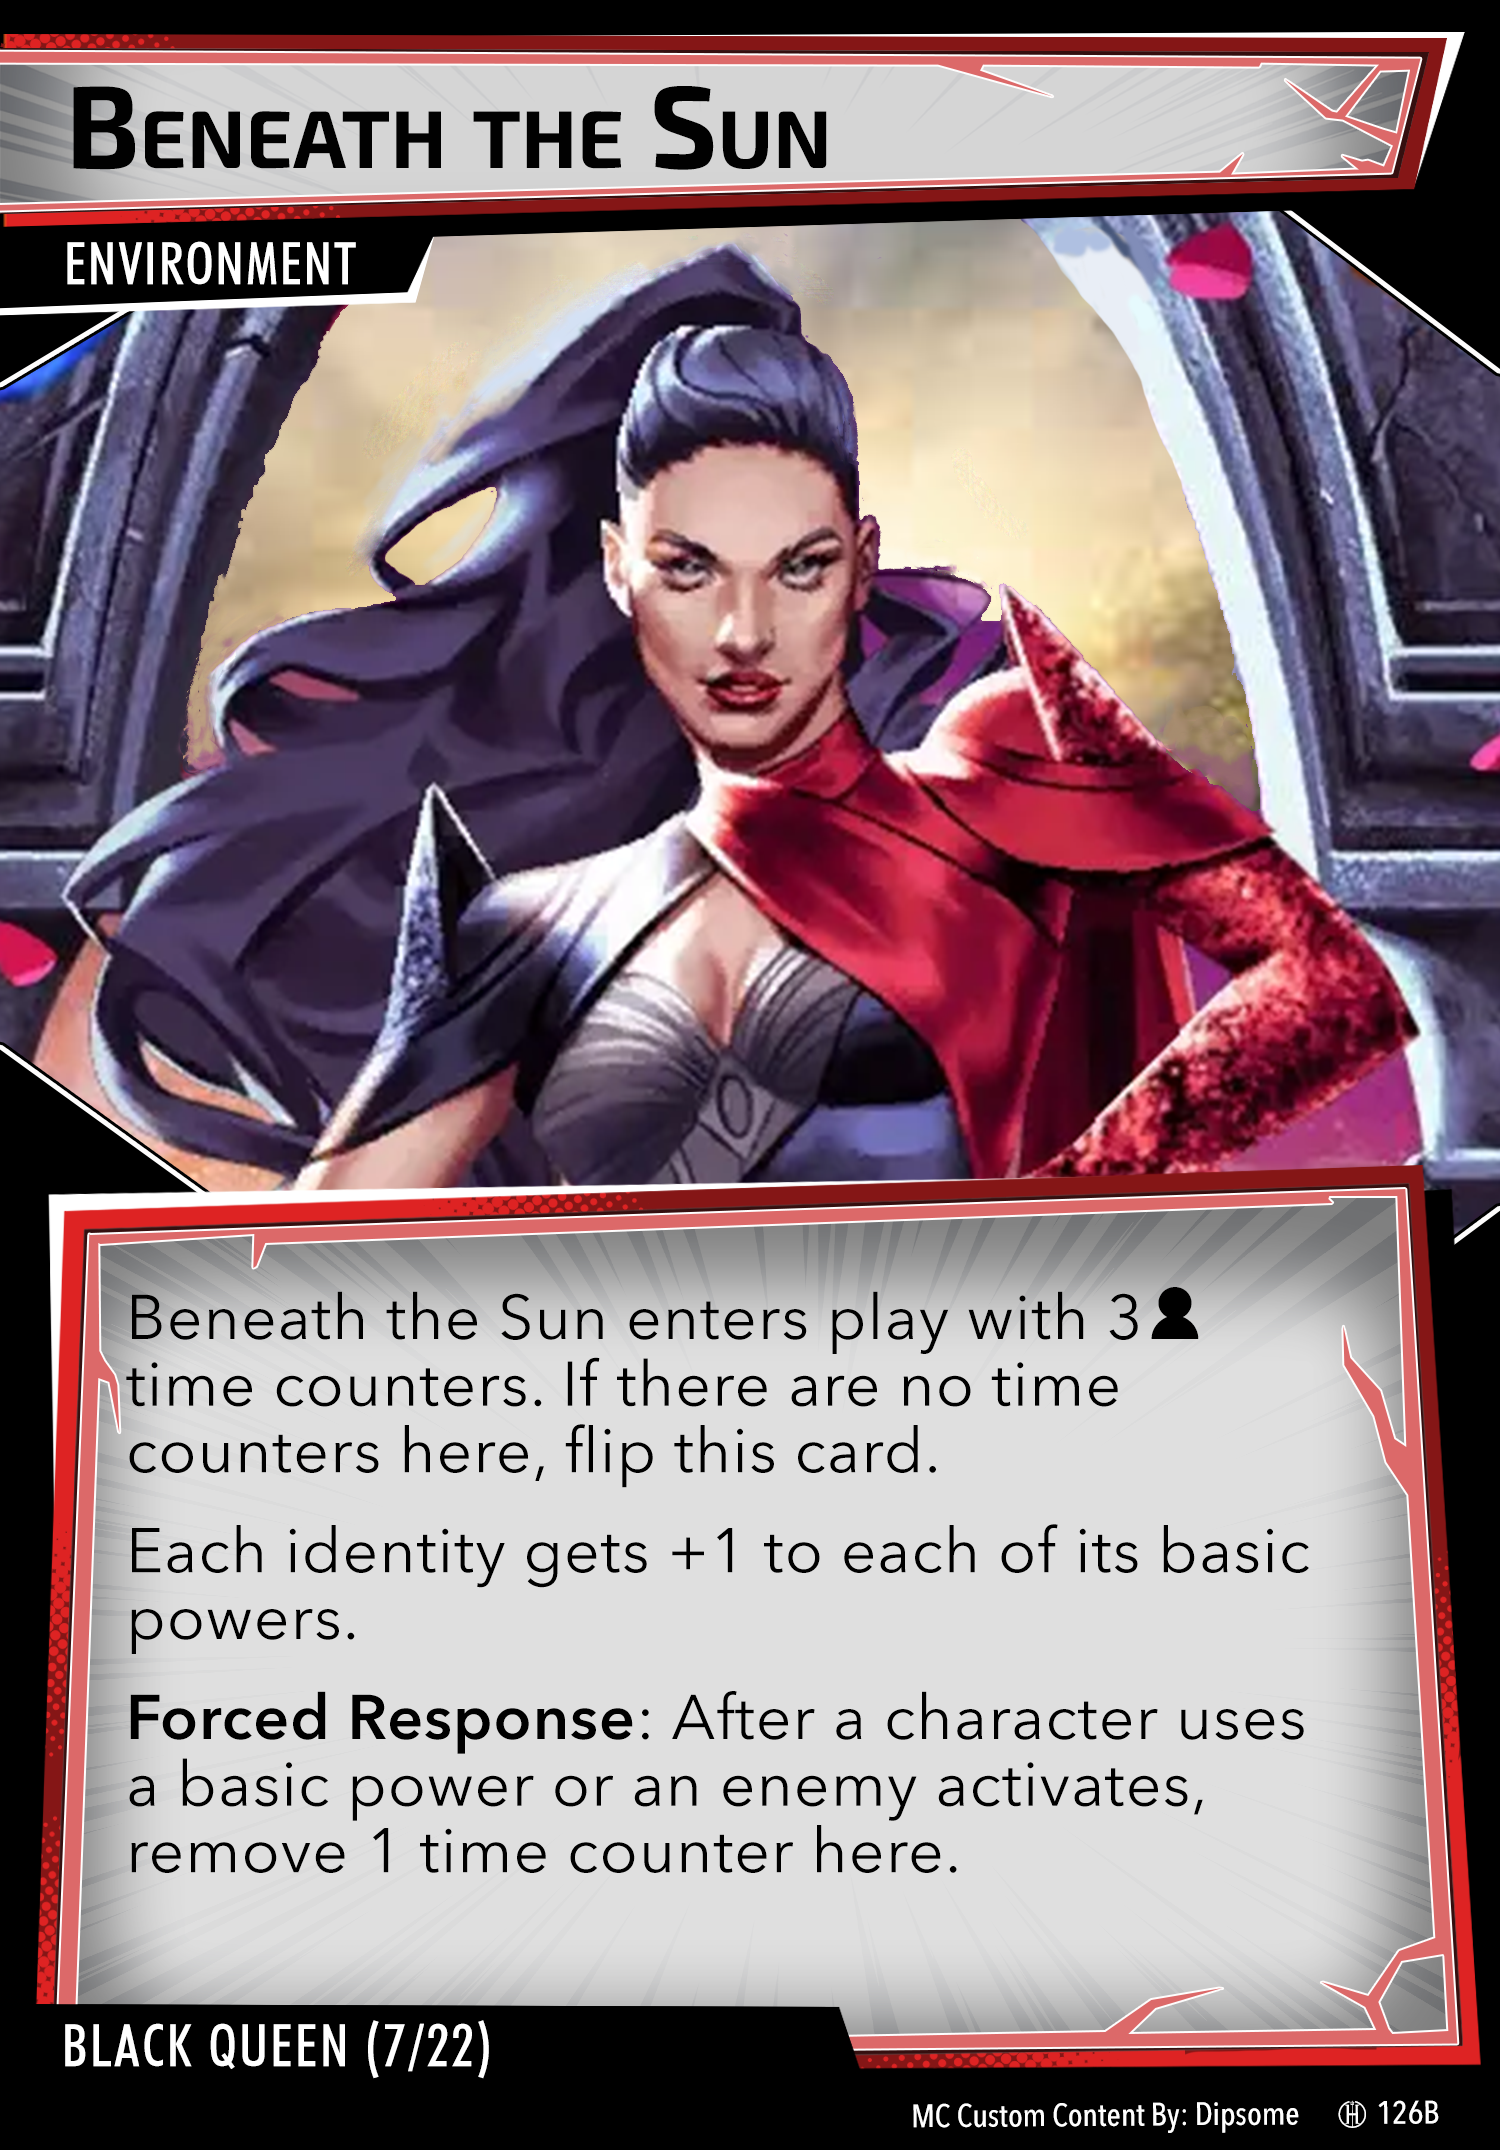 Beneath the Sun
ENVIRONMENT
Beneath the Sun enters play with 3
time counters. If there are no time
counters here, flip this card.
Each identity gets +1 to each of its basic
powers.
Forced Response: After a character uses
a basic power or an enemy activates,
remove 1 time counter here.
BLACK QUEEN (7/22)
MC Custom Content By: Dipsome 126B